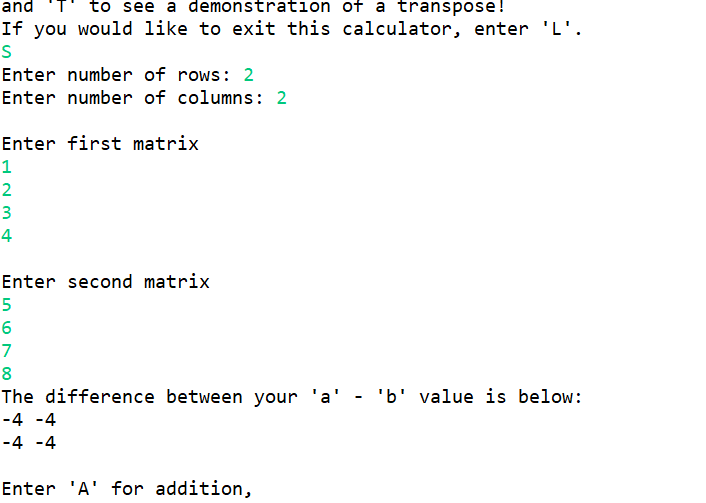 and 'T' to see a demonstration of a transpose!
If you would like to exit this calculator, enter 'L'.
S
Enter number of rows: 2
Enter number of columns: 2
Enter first matrix
1
2
3
4
Enter second matrix
5
6
7
8
The difference between your 'a' - 'b' value is below:
-4 -4
-4 -4
Enter 'A' for addition,